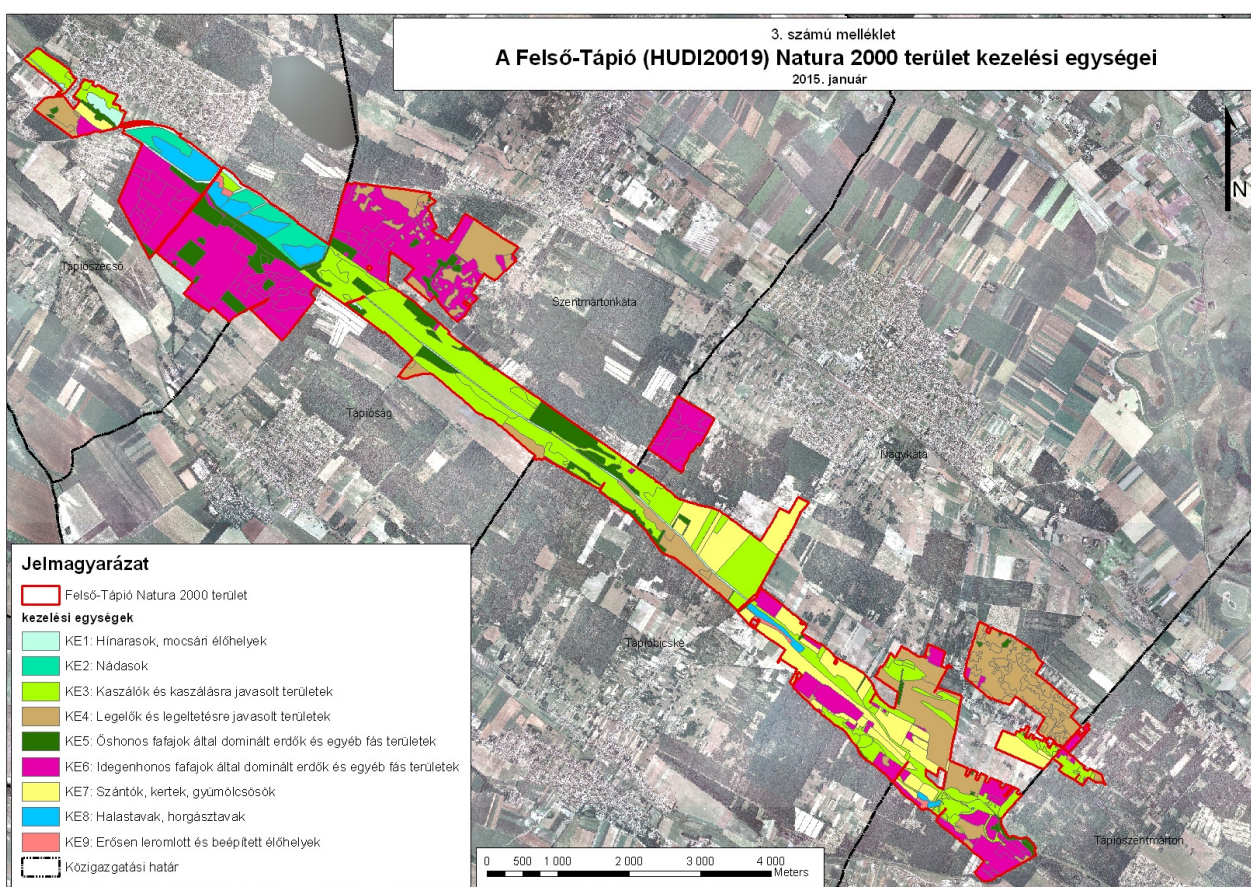 3. számú melléklet
A Felső-Tápió (HUDI20019) Natura 2000 terület kezelési egységei
2015. január
N
Tápiószecső
Szentmártonkáta
Tápióság
Nagykáta
Tápióbicske
Tápiószentmárton
Jelmagyarázat
Felső-Tápió Natura 2000 terület
kezelési egységek
KE1: Hínarasok, mocsári élőhelyek
KE2: Nádasok
KE3: Kaszálók és kaszálásra javasolt területek
KE4: Legelők és legeltetésre javasolt területek
KE5: Őshonos fafajok által dominált erdők és egyéb fás területek
KE6: Idegenhonos fafajok által dominált erdők és egyéb fás területek
KE7: Szántók, kertek, gyümölcsösök
KE8: Halastavak, horgásztavak
KE9: Erősen leromlott és beépített élőhelyek
Közigazgatási határ
0 500 1 000 2 000 3 000 4 000
Meters